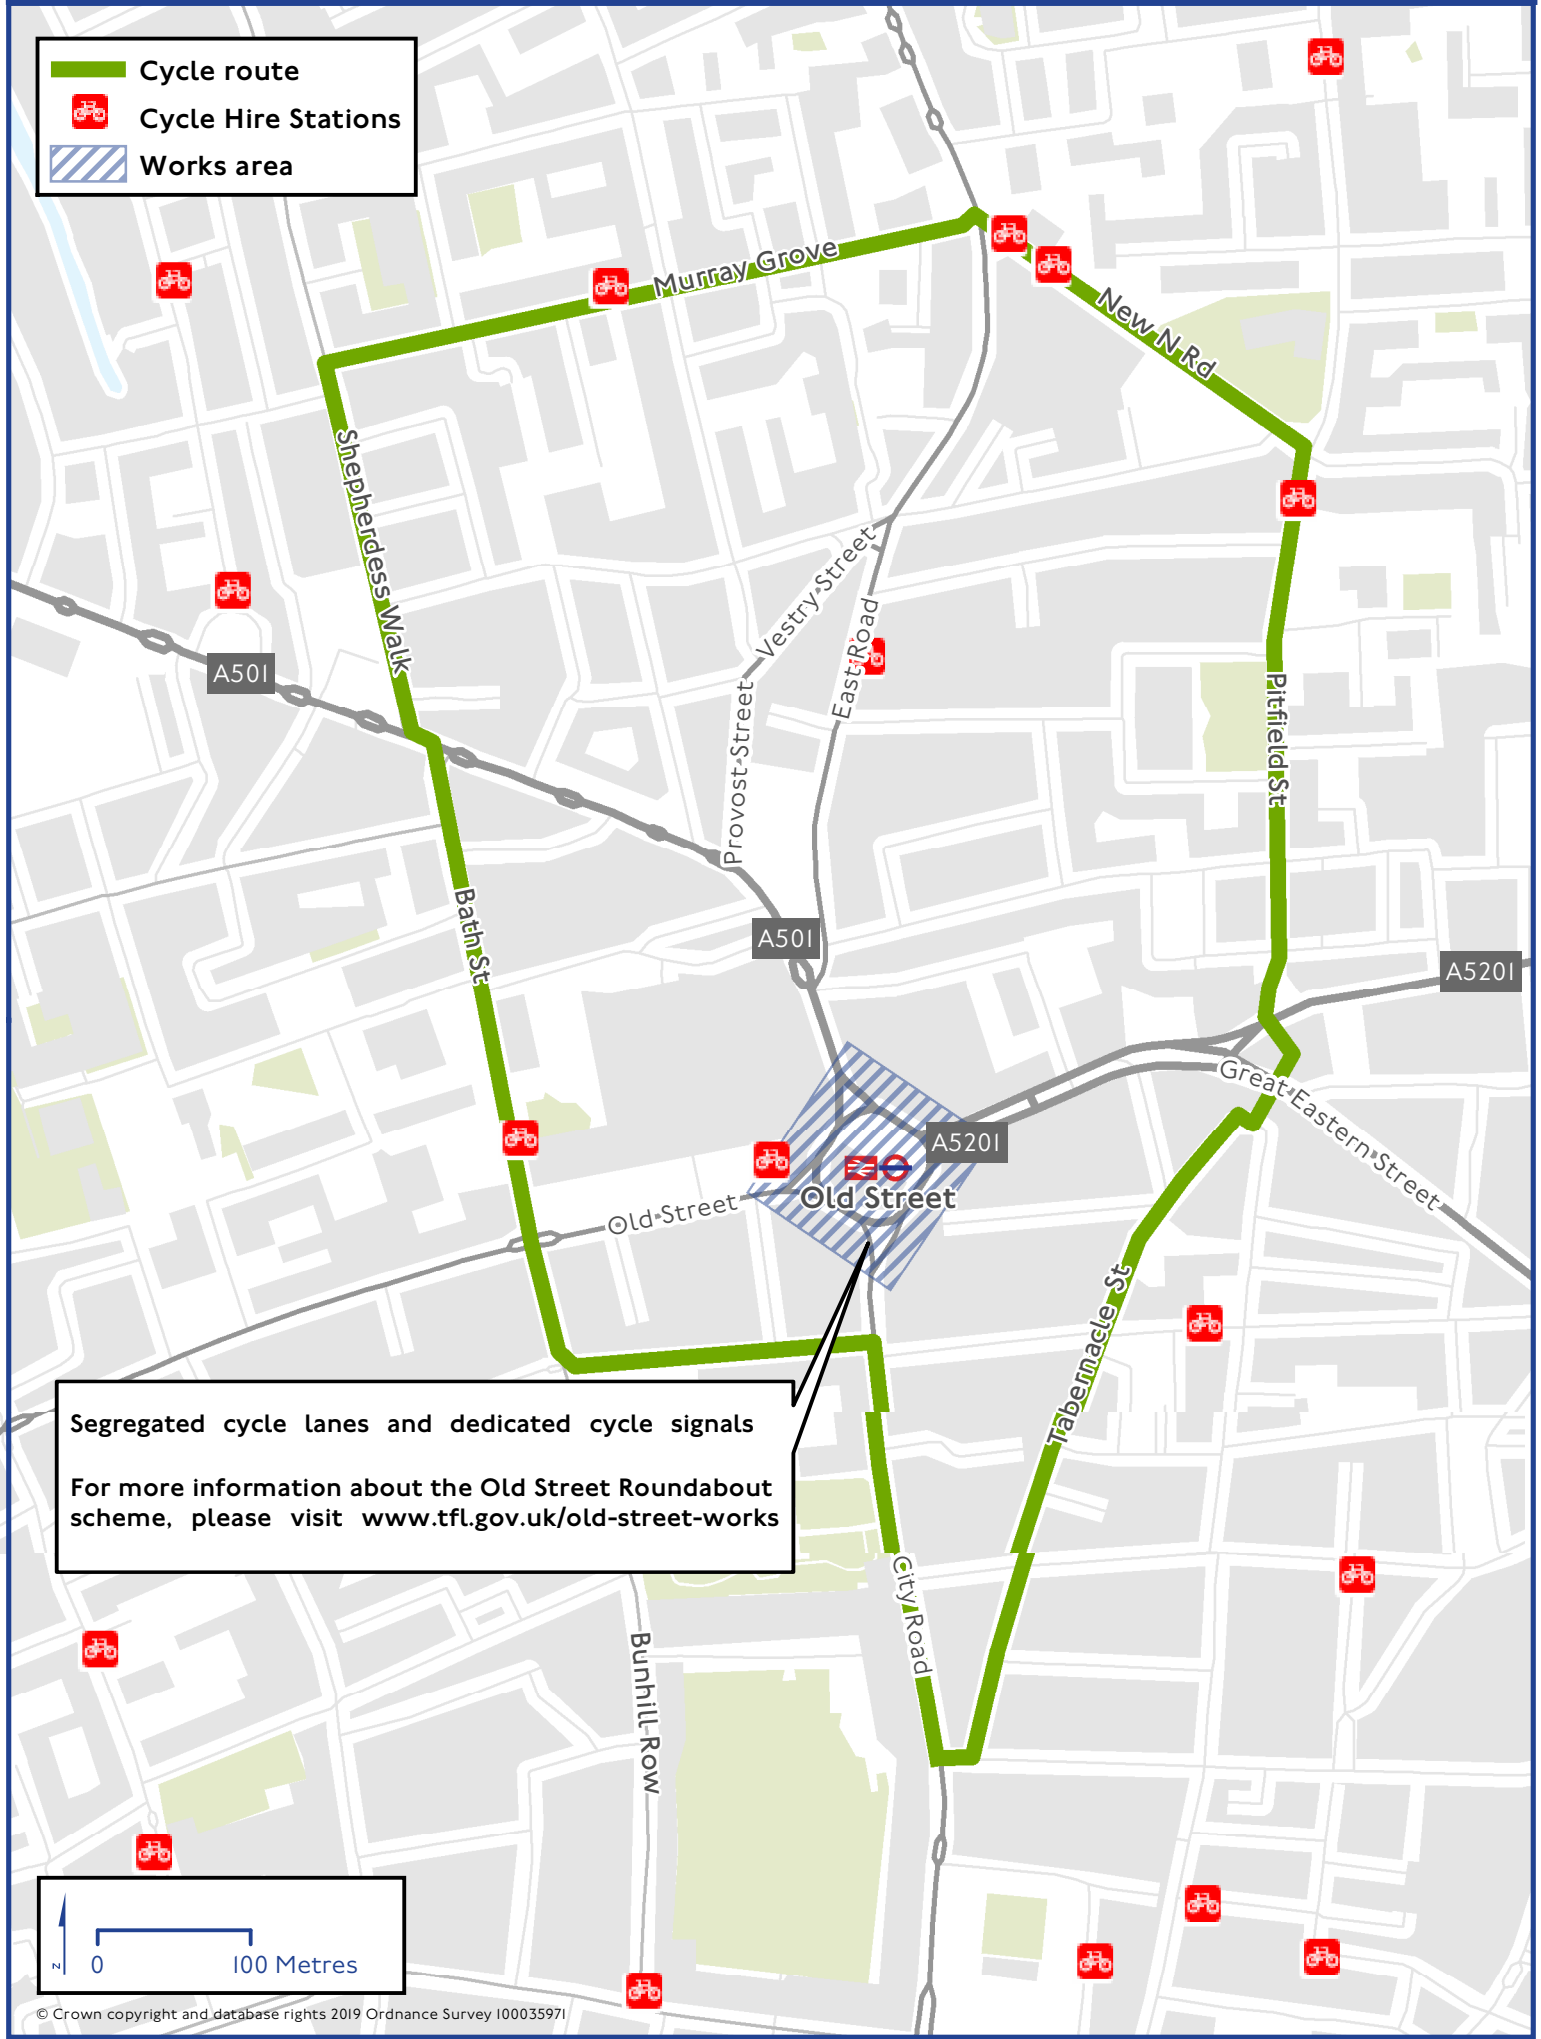 Cycle route
Cycle Hire Stations
Works area
Murray Grove
New N Rd
Shepherdess Walk
Vestry Street
East Road
A501
Provost Street
Pitfield St
Bath St
A501
A5201
Great Eastern Street
A5201
Old Street
Old Street
Tabernacle St
Segregated cycle lanes and dedicated cycle signals
For more information about the Old Street Roundabout
scheme, please visit www.tfl.gov.uk/old-street-works
City Road
Bunhill Row
N
0 100 Metres
© Crown copyright and database rights 2019 Ordnance Survey 100035971